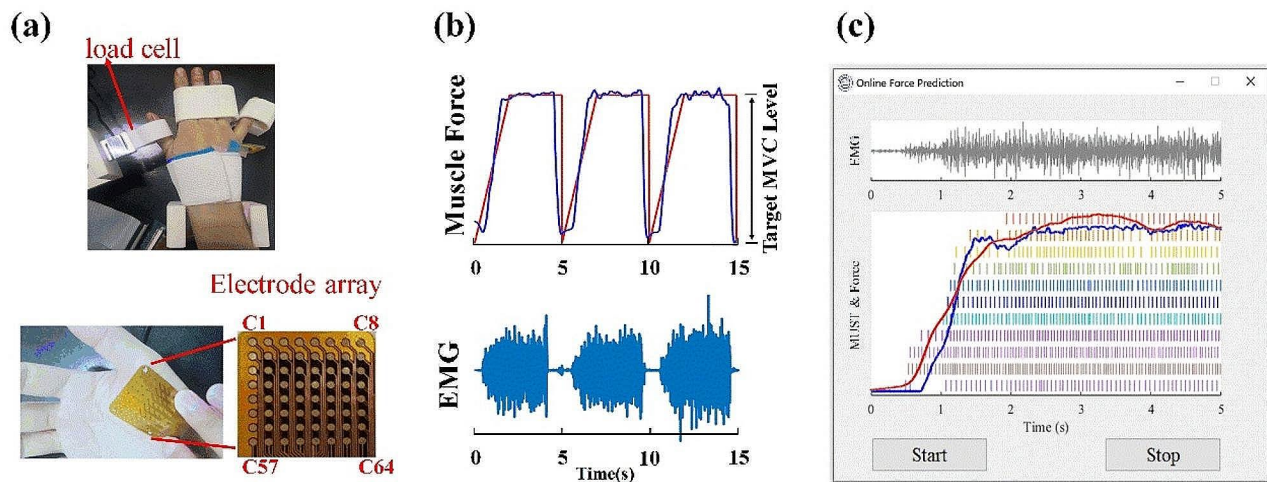 (a)
load cell
Electrode array
C1
C8
C57
C64
(b)
Muscle Force
Target MVC Level
0
5
10
15
EMG
0
5
10
15
Time(s)
(c)
Online Force Prediction
EMG
0
1
2
3
4
5
MUST & Force
0
1
2
3
4
5
Time (s)
Start
Stop